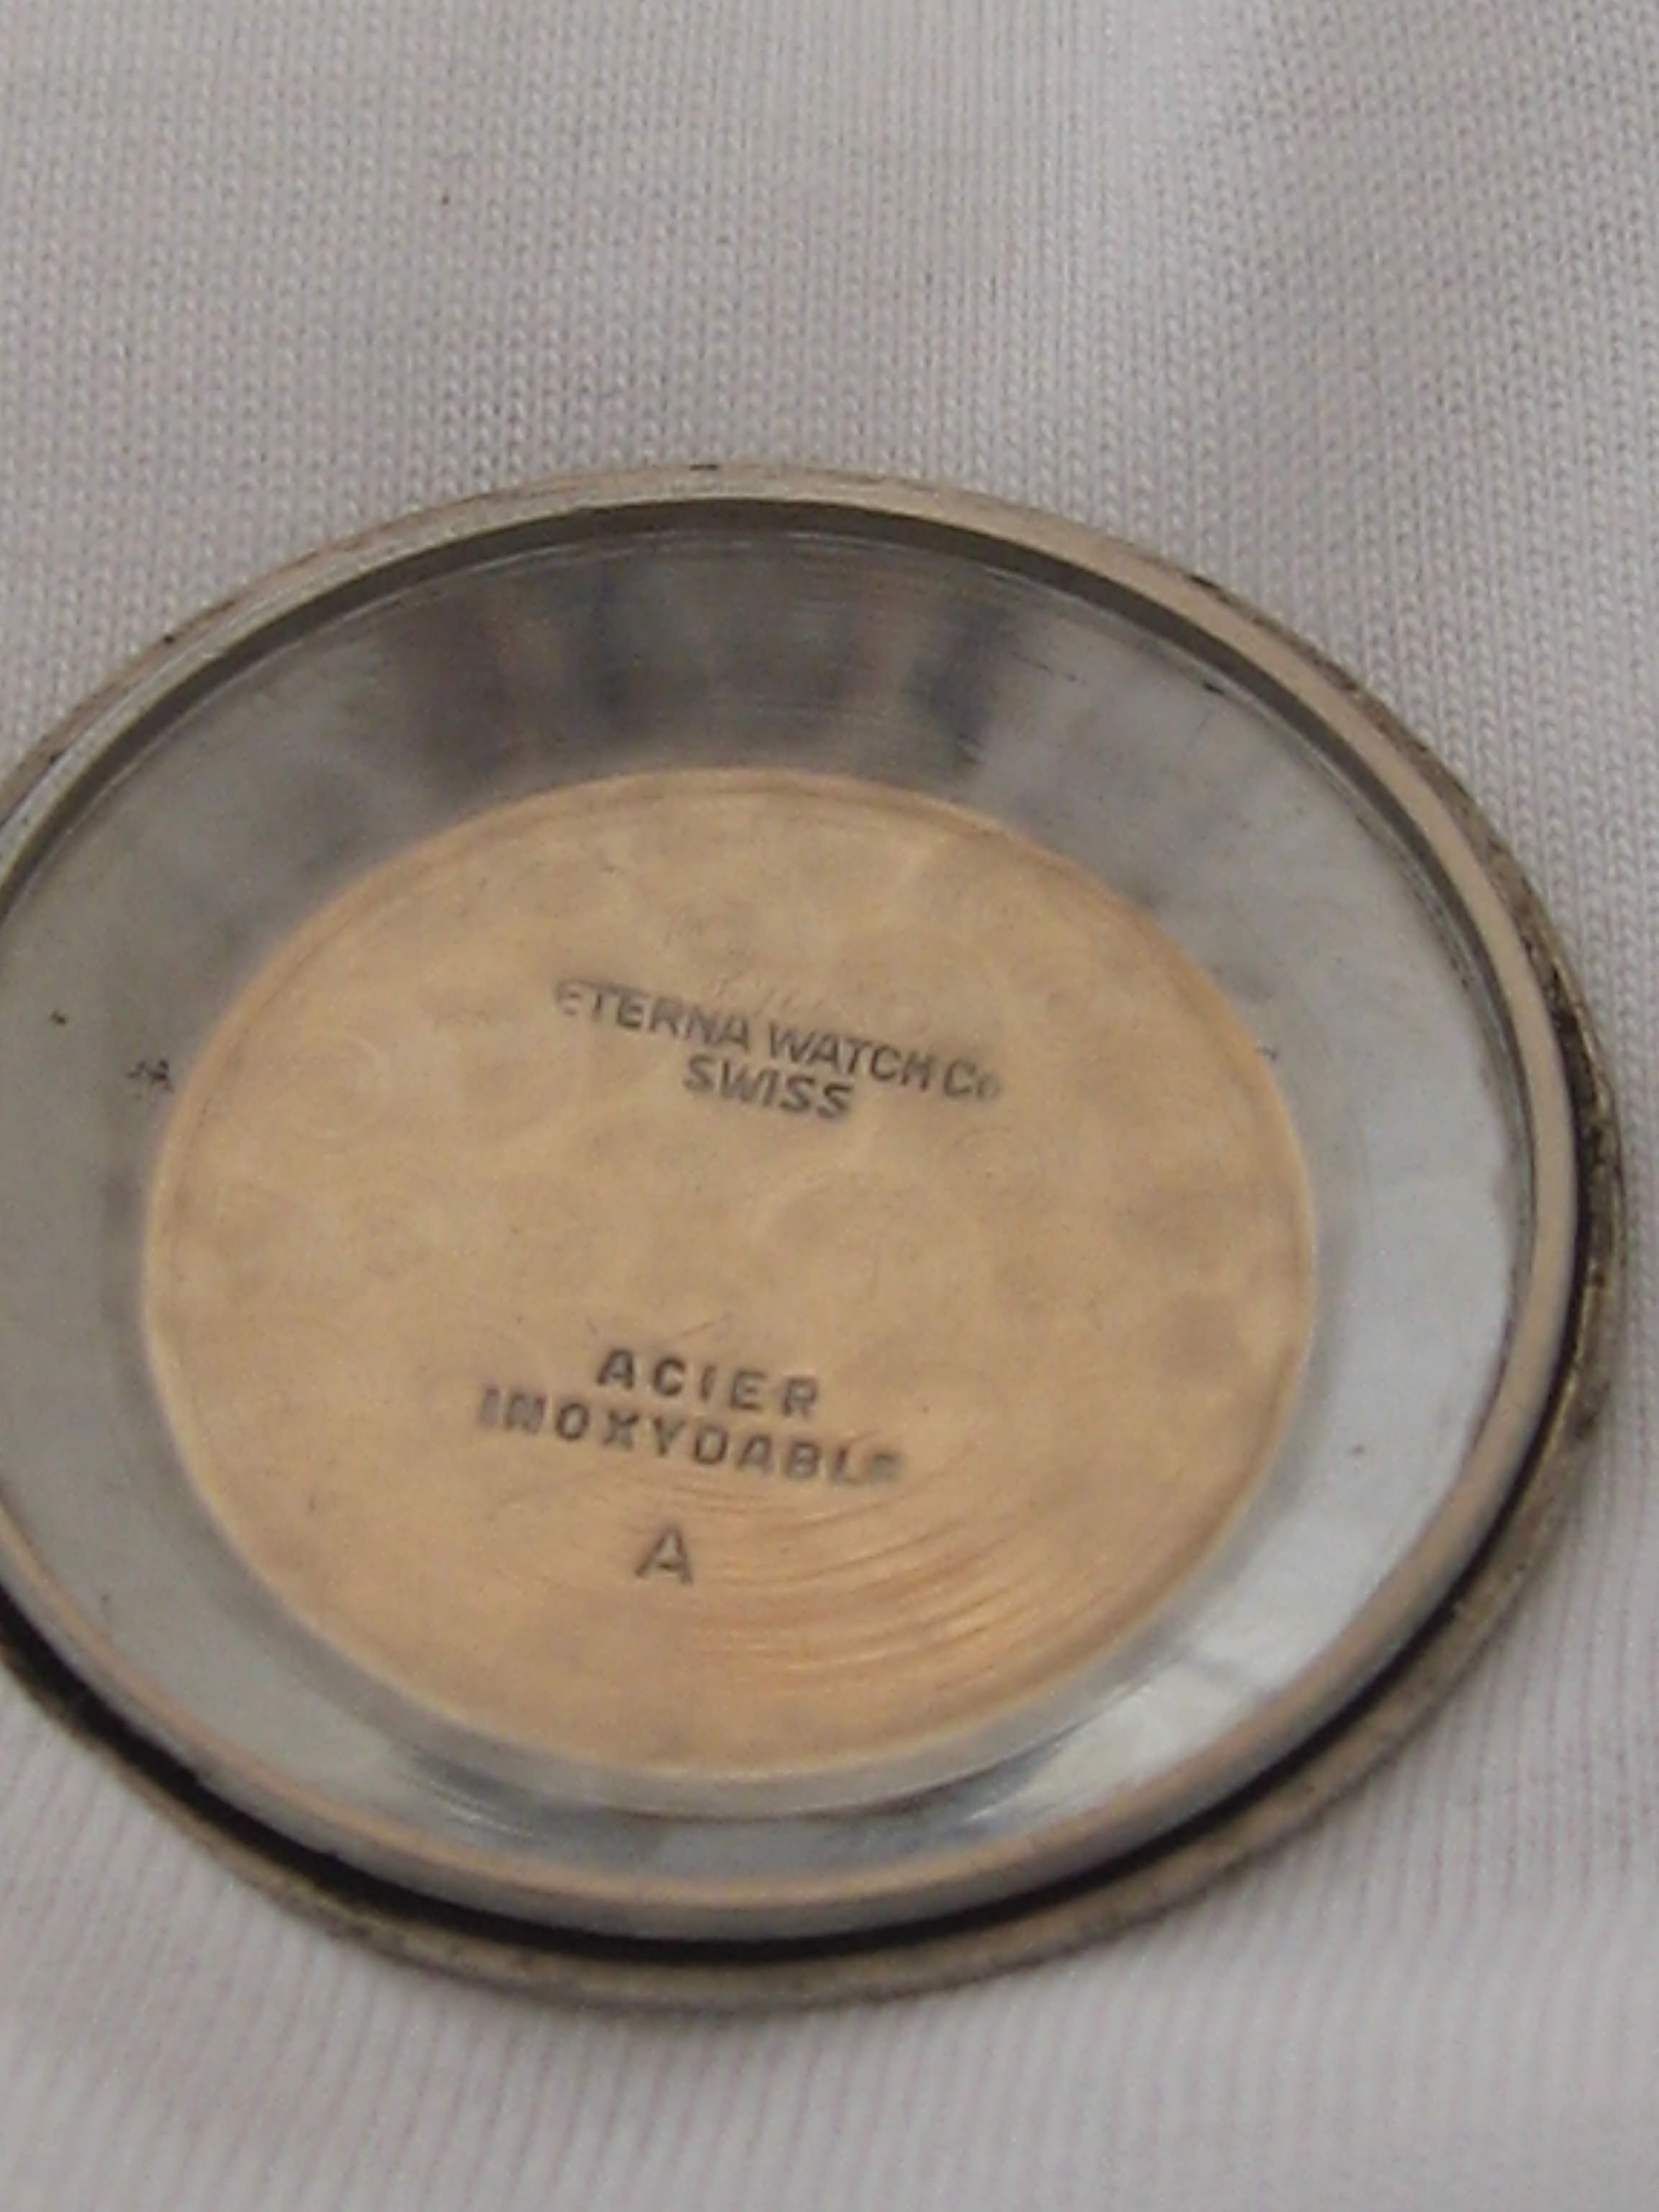 ETERNA WATCH Co
SWISS
ACIER
INOXYDABLE
A